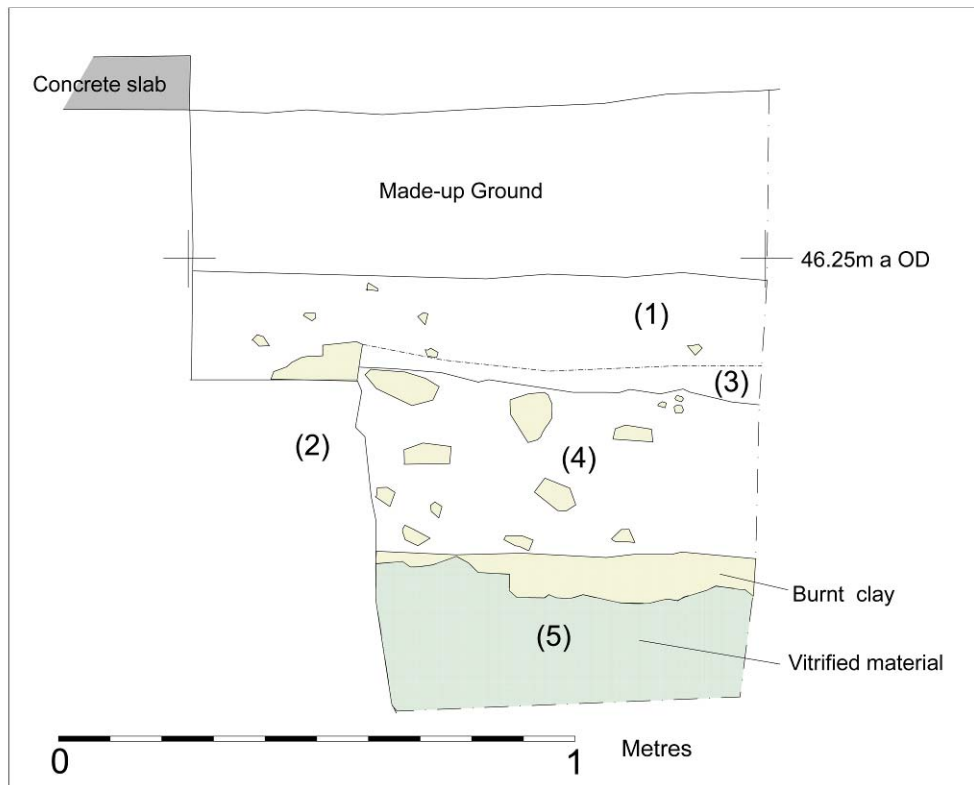 Concrete slab
Made-up Ground
46.25m a OD
(1)
(3)
(2)
(4)
Burnt clay
(5)
Vitrified material
0
1
Metres